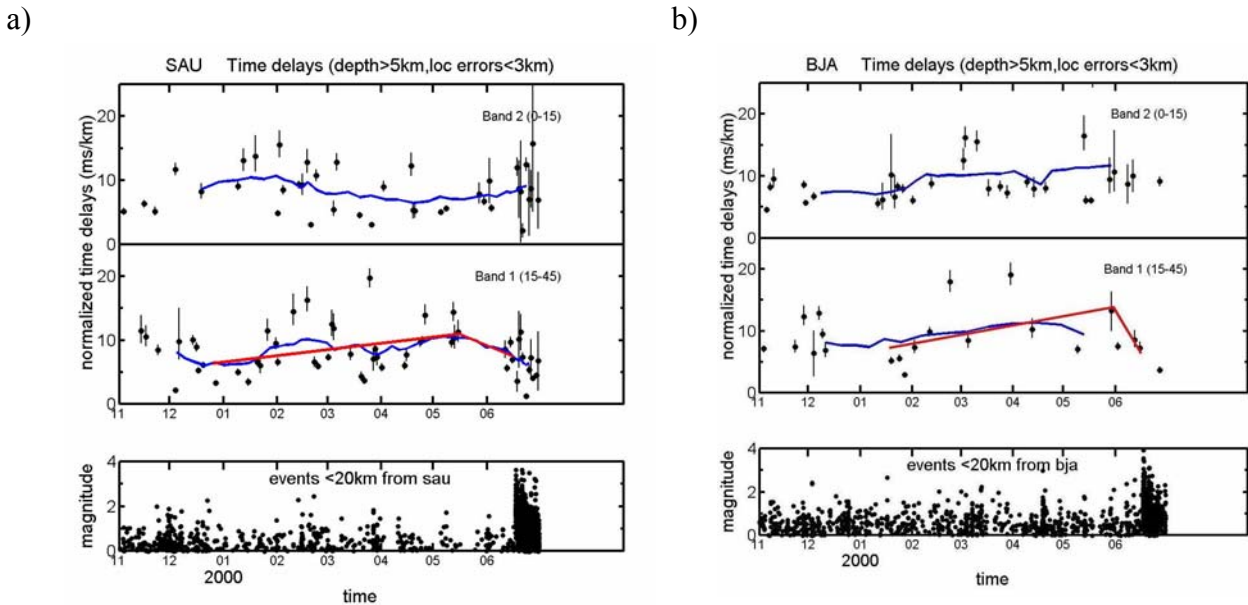 a)
SAU Time delays (depth>5km,loc errors<3km)
normalized time delays (ms/km)
20
Band 2 (0-15)
10
0
20
Band 1 (15-45)
10
0
11 12 01 02 03 04 05 06
magnitude
4
events <20km from sau
2
0
11 12 01 02 03 04 05 06
2000
time
b)
BJA Time delays (depth>5km,loc errors<3km)
normalized time delays (ms/km)
20
Band 2 (0-15)
10
0
20
Band 1 (15-45)
10
0
11 12 01 02 03 04 05 06
magnitude
4
events <20km from bja
2
0
11 12 01 02 03 04 05 06
2000
time